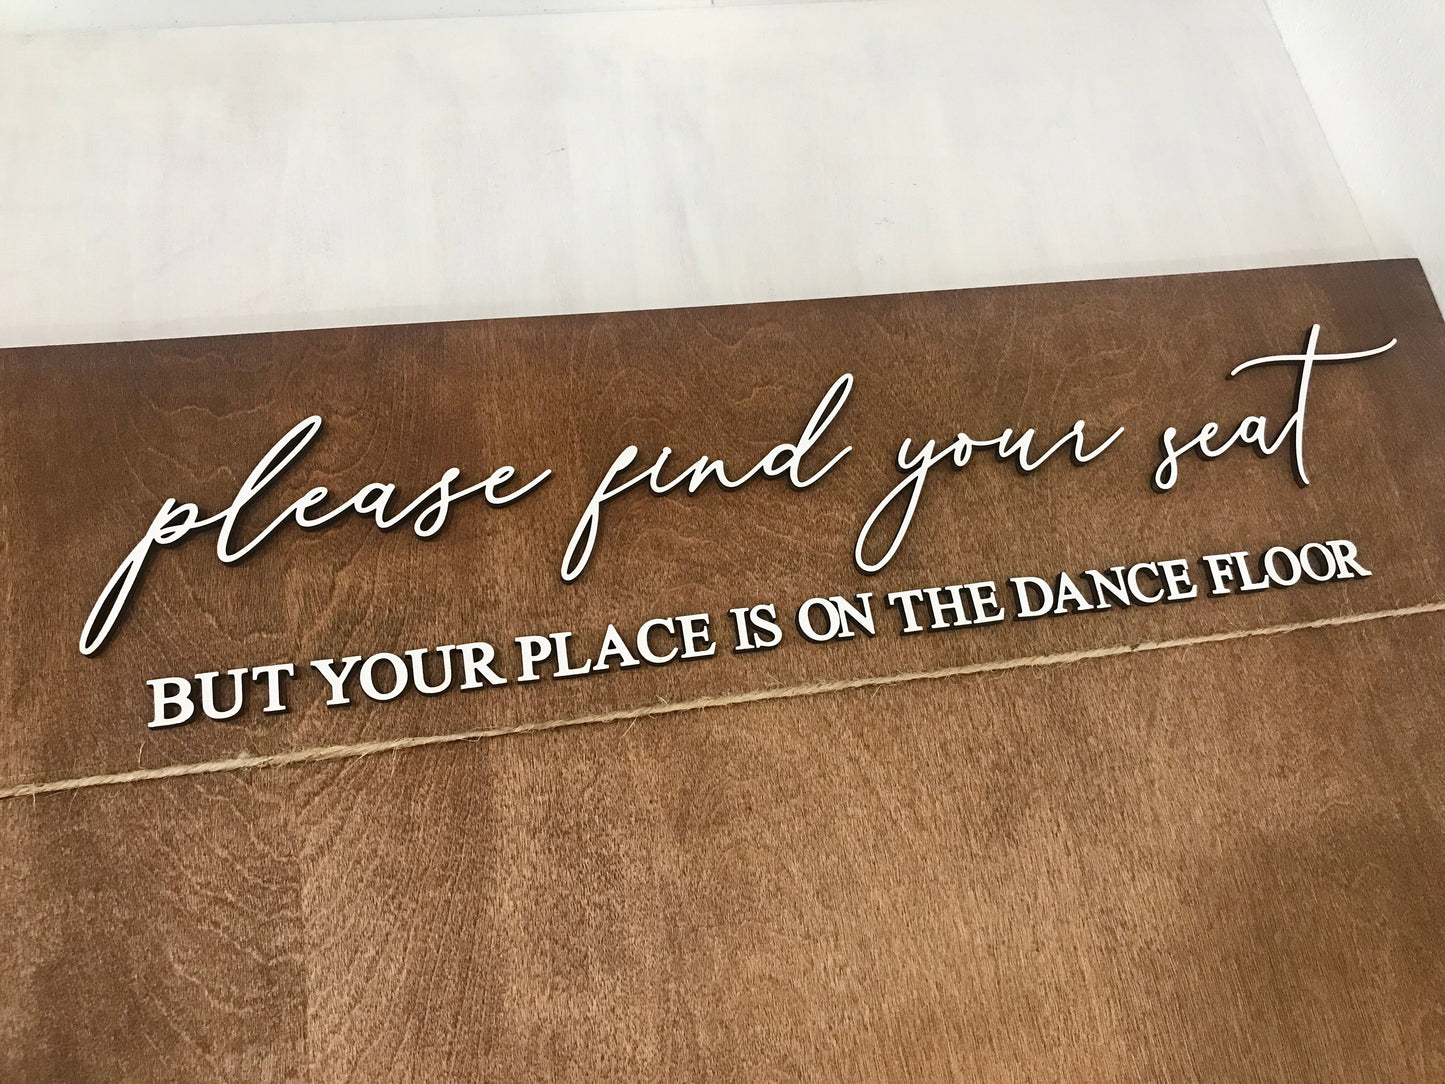 please find your seat
BUT YOUR PLACE IS ON THE DANCE FLOOR